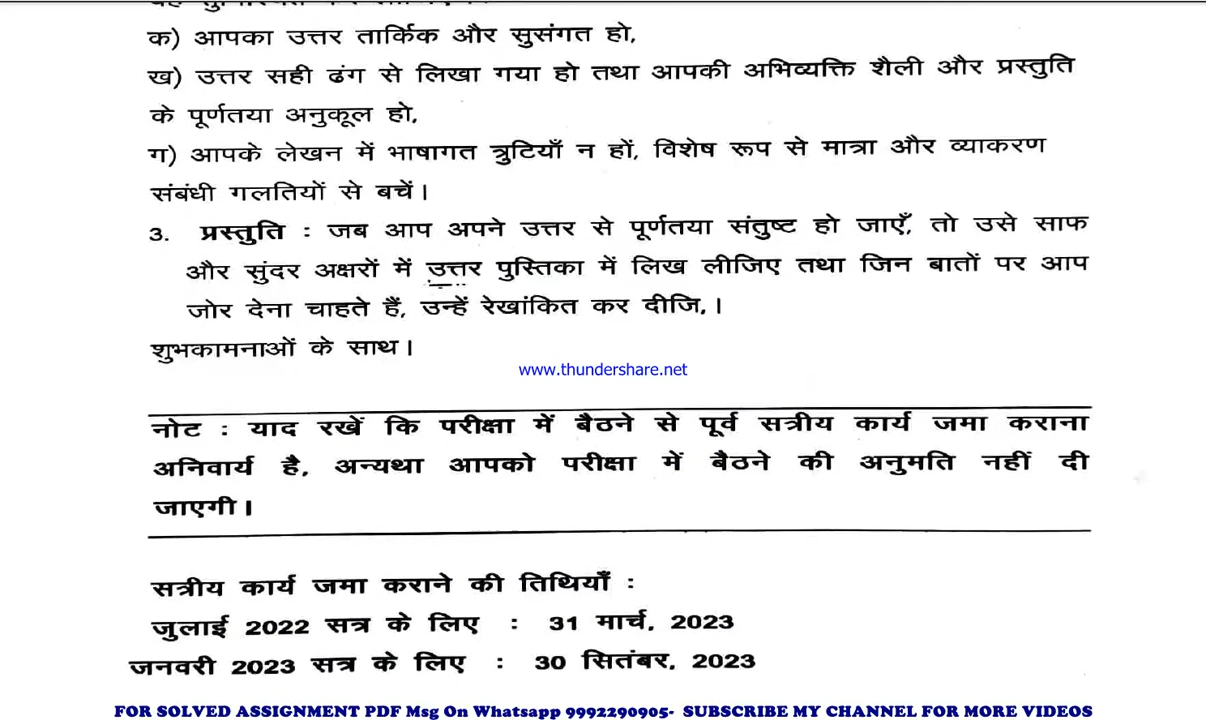 क) आपका उत्तर तार्किक और सुसंगत हो,
ख) उत्तर सही ढंग से लिखा गया हो तथा आपकी अभिव्यक्ति शैली और प्रस्तुति
के पूर्णतया अनुकूल हो,
ग) आपके लेखन में भाषागत त्रुटियाँ न हों, विशेष रूप से मात्रा और व्याकरण
संबंधी गलतियों से बचें।
3. प्रस्तुति : जब आप अपने उत्तर से पूर्णतया संतुष्ट हो जाएँ, तो उसे साफ
और सुंदर अक्षरों में उत्तर पुस्तिका में लिख लीजिए तथा जिन बातों पर आप
जोर देना चाहते हैं, उन्हें रेखांकित कर दीजि,।
शुभकामनाओं के साथ।
www.thundershare.net
नोट : याद रखें कि परीक्षा में बैठने से पूर्व सत्रीय कार्य जमा कराना
अनिवार्य है, अन्यथा आपको परीक्षा में बैठने की अनुमति नहीं दी
जाएगी।
सत्रीय कार्य जमा कराने की तिथियाँ :
जुलाई 2022 सत्र के लिए : 31 मार्च, 2023
जनवरी 2023 सत्र के लिए : 30 सितंबर, 2023
FOR SOLVED ASSIGNMENT PDF Msg On Whatsapp 9992290905- SUBSCRIBE MY CHANNEL FOR MORE VIDEOS